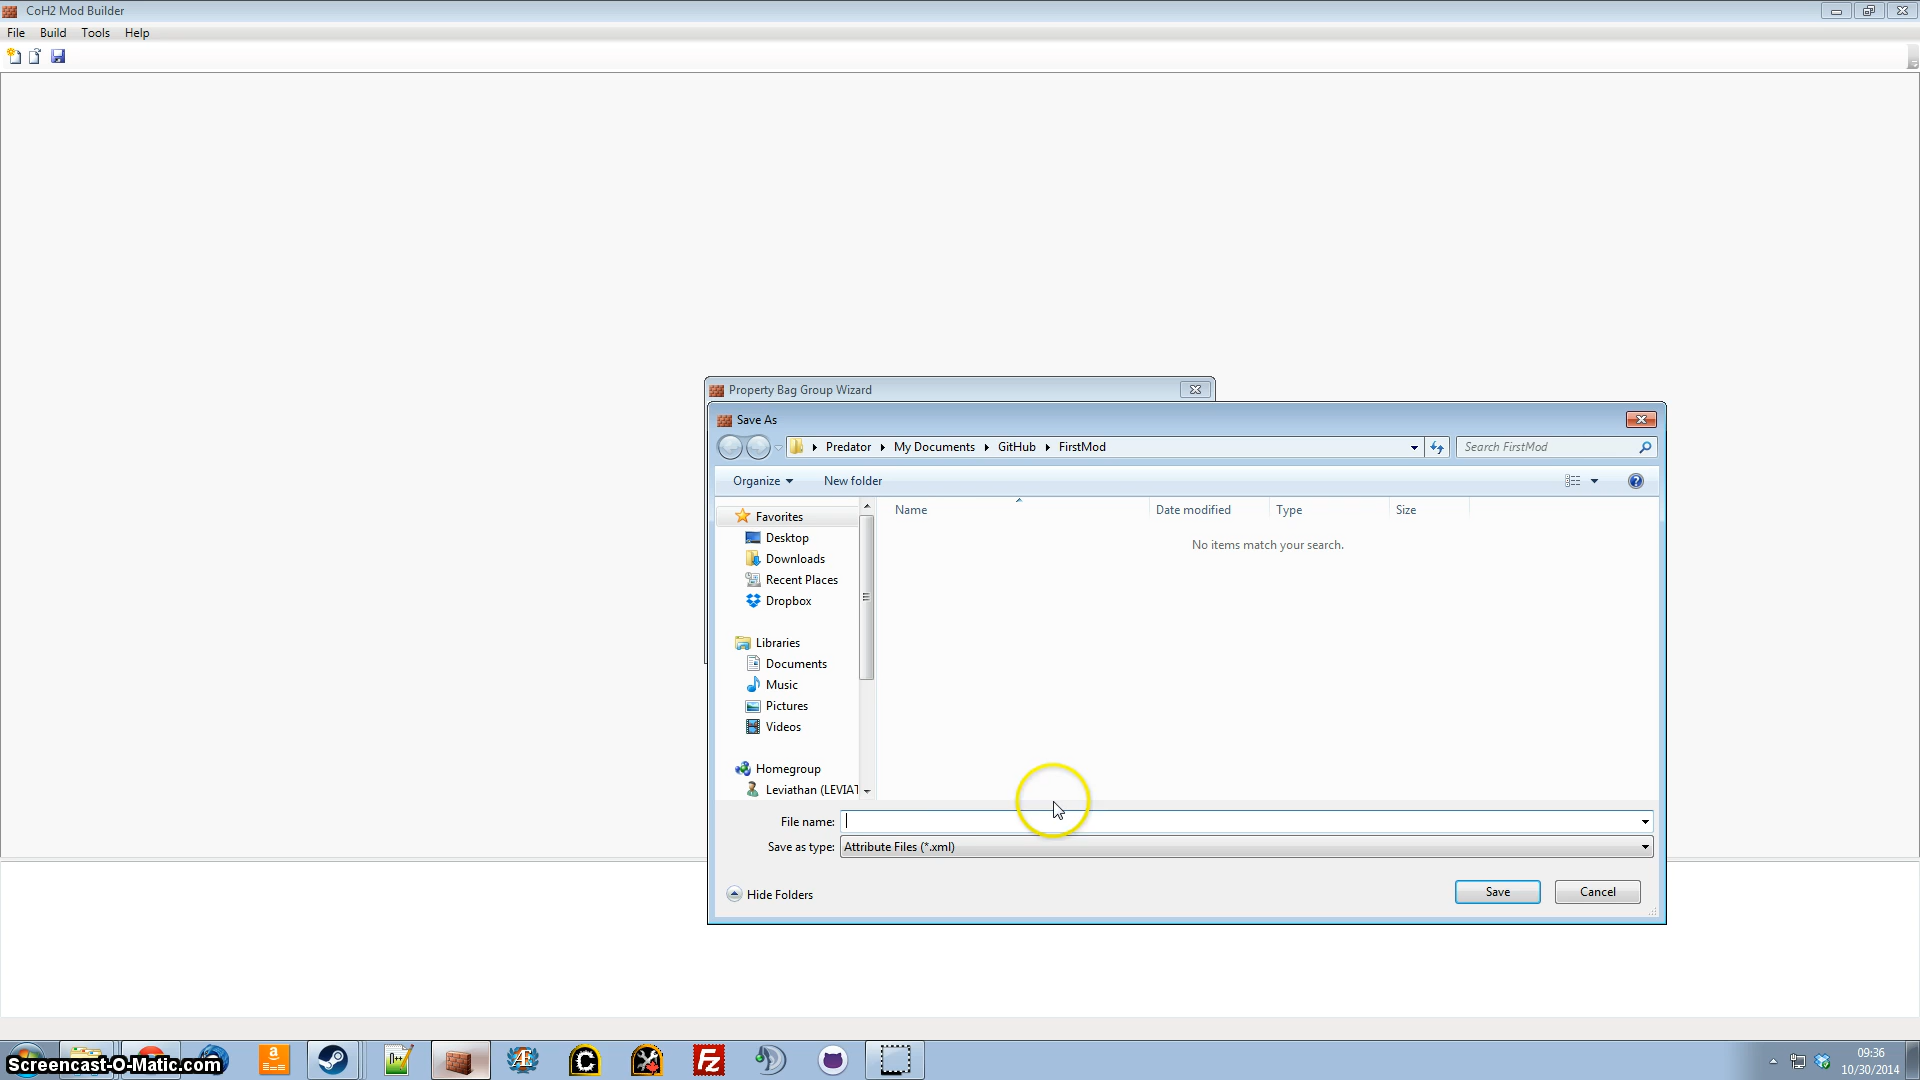 CoH2 Mod Builder
File Build Tools Help
Property Bag Group Wizard
Save As
Predator My Documents GitHub FirstMod
Search FirstMod
Organize New folder
Name Date modified Type Size
No items match your search.
Favorites
Desktop
Downloads
Recent Places
Dropbox
Libraries
Documents
Music
Pictures
Videos
Homegroup
Leviathan (LEVIAT
File name:
Save as type: Attribute Files (*.xml)
Hide Folders
Save Cancel
Screencast-O-Matic.com
09:36
10/30/2014